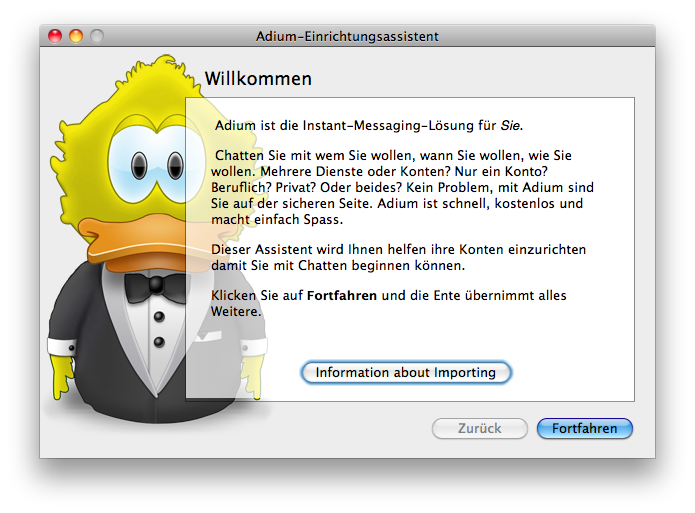 Adium-Einrichtungsassistent
Willkommen
Adium ist die Instant-Messaging-Lösung für Sie.
Chatten Sie mit wem Sie wollen, wann Sie wollen, wie Sie
wollen. Mehrere Dienste oder Konten? Nur ein Konto?
Beruflich? Privat? Oder beides? Kein Problem, mit Adium sind
Sie auf der sicheren Seite. Adium ist schnell, kostenlos und
macht einfach Spass.
Dieser Assistent wird Ihnen helfen ihre Konten einzurichten
damit Sie mit Chatten beginnen können.
Klicken Sie auf Fortfahren und die Ente übernimmt alles
Weitere.
Information about Importing
Zurück
Fortfahren